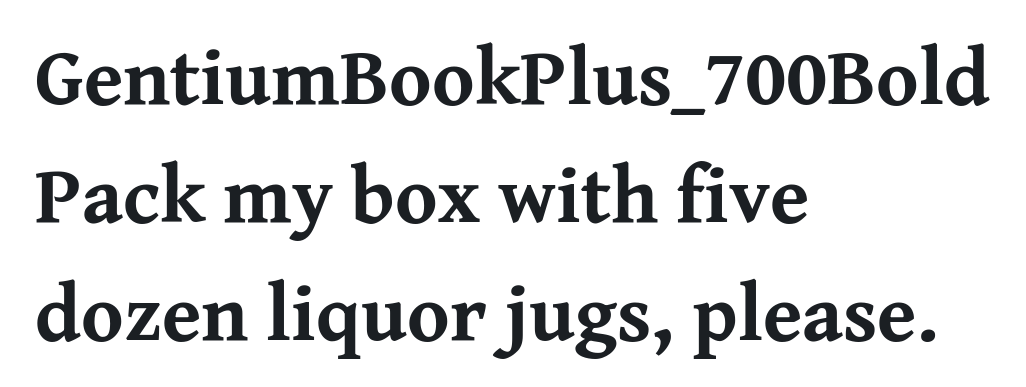 GentiumBookPlus_700Bold
Pack my box with five
dozen liquor jugs, please.